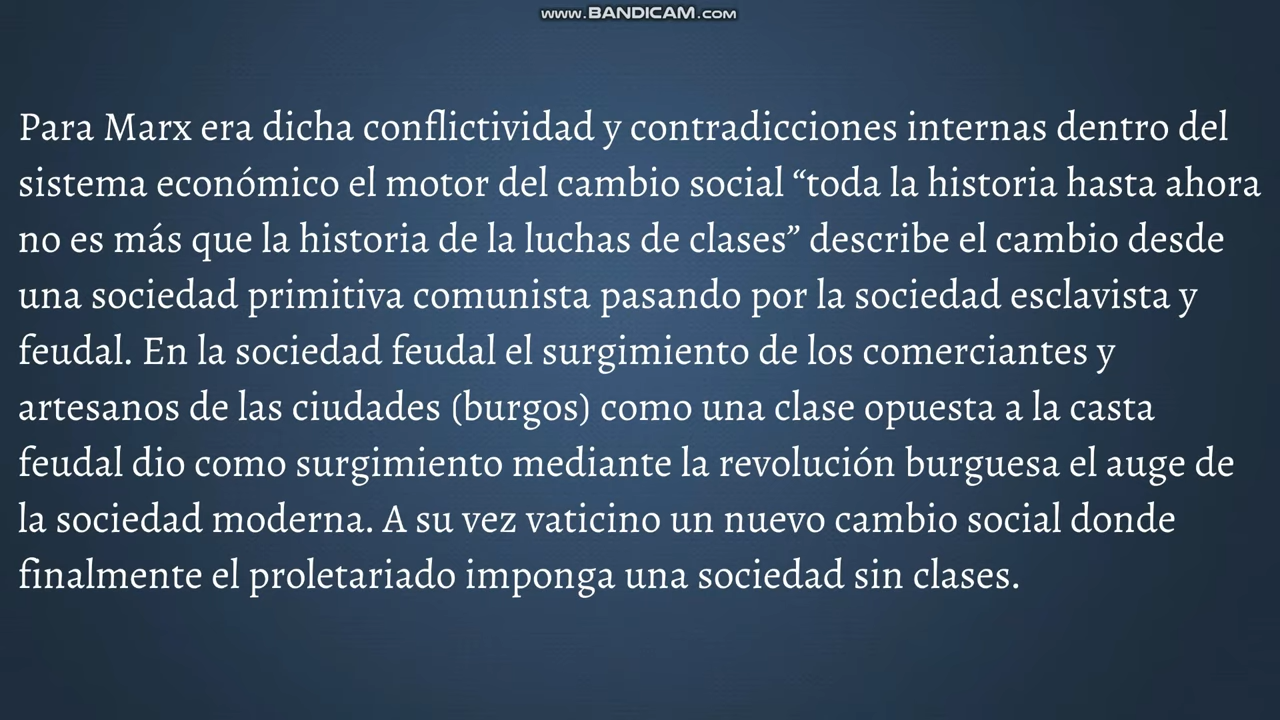 www.BANDICAM.com
Para Marx era dicha conflictividad y contradicciones internas dentro del
sistema económico el motor del cambio social “toda la historia hasta ahora
no es más que la historia de la luchas de clases” describe el cambio desde
una sociedad primitiva comunista pasando por la sociedad esclavista y
feudal. En la sociedad feudal el surgimiento de los comerciantes y
artesanos de las ciudades (burgos) como una clase opuesta a la casta
feudal dio como surgimiento mediante la revolución burguesa el auge de
la sociedad moderna. A su vez vaticino un nuevo cambio social donde
finalmente el proletariado imponga una sociedad sin clases.